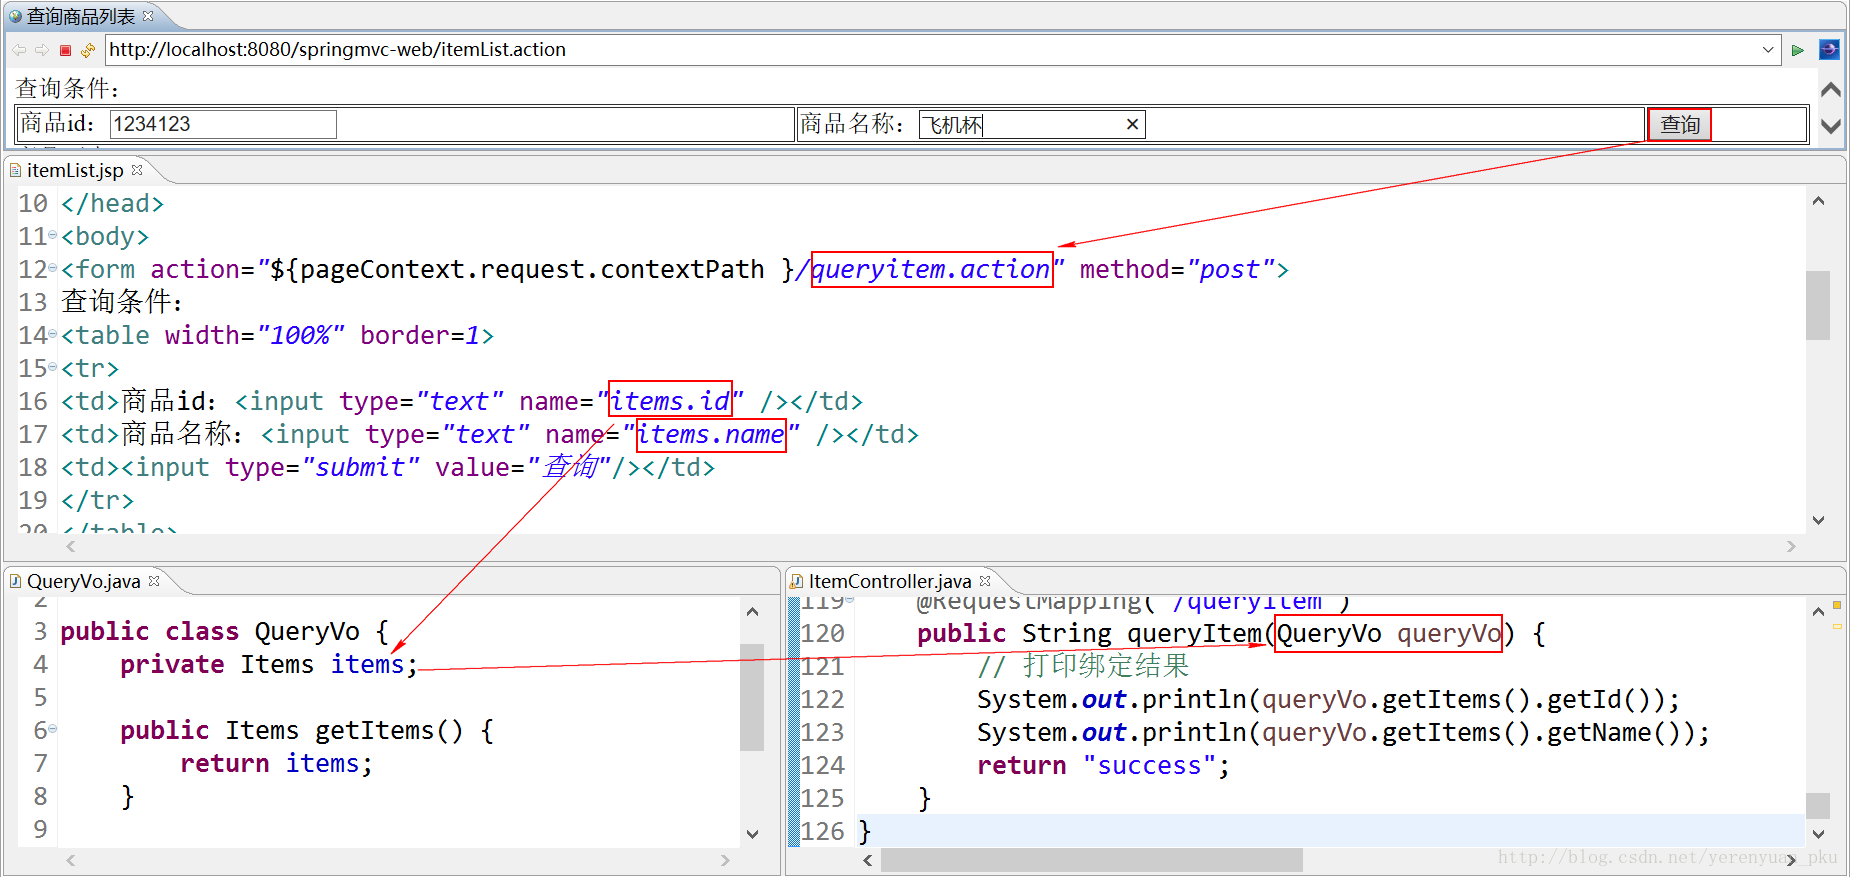 查询商品列表
http://localhost:8080/springmvc-web/itemList.action
查询条件：
商品id： 1234123 商品名称： 飞机杯 查询
itemList.jsp
10 </head>
11 <body>
12 <form action="${pageContext.request.contextPath }/queryitem.action" method="post">
13 查询条件：
14 <table width="100%" border=1>
15 <tr>
16 <td>商品id：<input type="text" name="items.id" /></td>
17 <td>商品名称：<input type="text" name="items.name" /></td>
18 <td><input type="submit" value="查询"/></td>
19 </tr>
20 </table>
QueryVo.java
2
3 public class QueryVo {
4 private Items items;
5
6 public Items getItems() {
7 return items;
8 }
9
ItemController.java
119 @RequestMapping("/queryItem")
120 public String queryItem(QueryVo queryVo) {
121 // 打印绑定结果
122 System.out.println(queryVo.getItems().getId());
123 System.out.println(queryVo.getItems().getName());
124 return "success";
125 }
126 }
http://blog.csdn.net/yerenyuan_pku